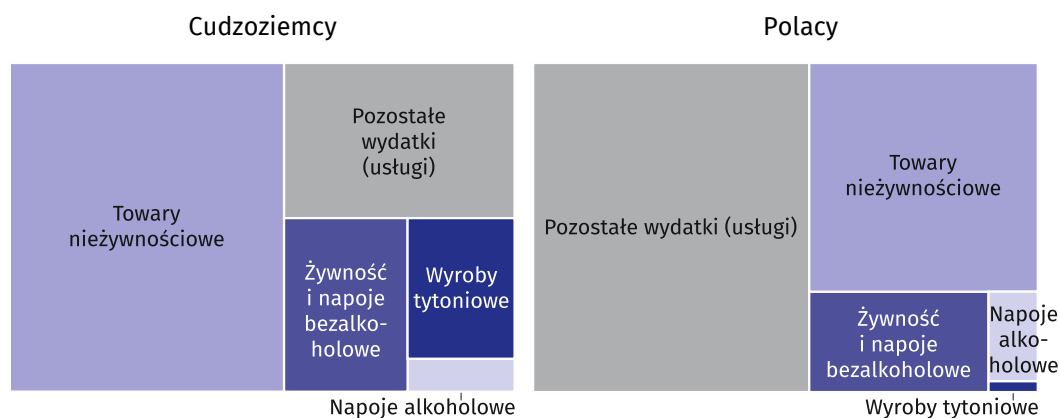 Cudzoziemcy
Towary
nieżywnościowe
Pozostałe
wydatki
(usługi)
Żywność
i napoje
bezalko-
holowe
Wyroby
tytoniowe
Napoje alkoholowe
Polacy
Pozostałe wydatki (usługi)
Towary
nieżywnościowe
Żywność
i napoje
bezalkoholowe
Napoje
alko-
holowe
Wyroby tytoniowe